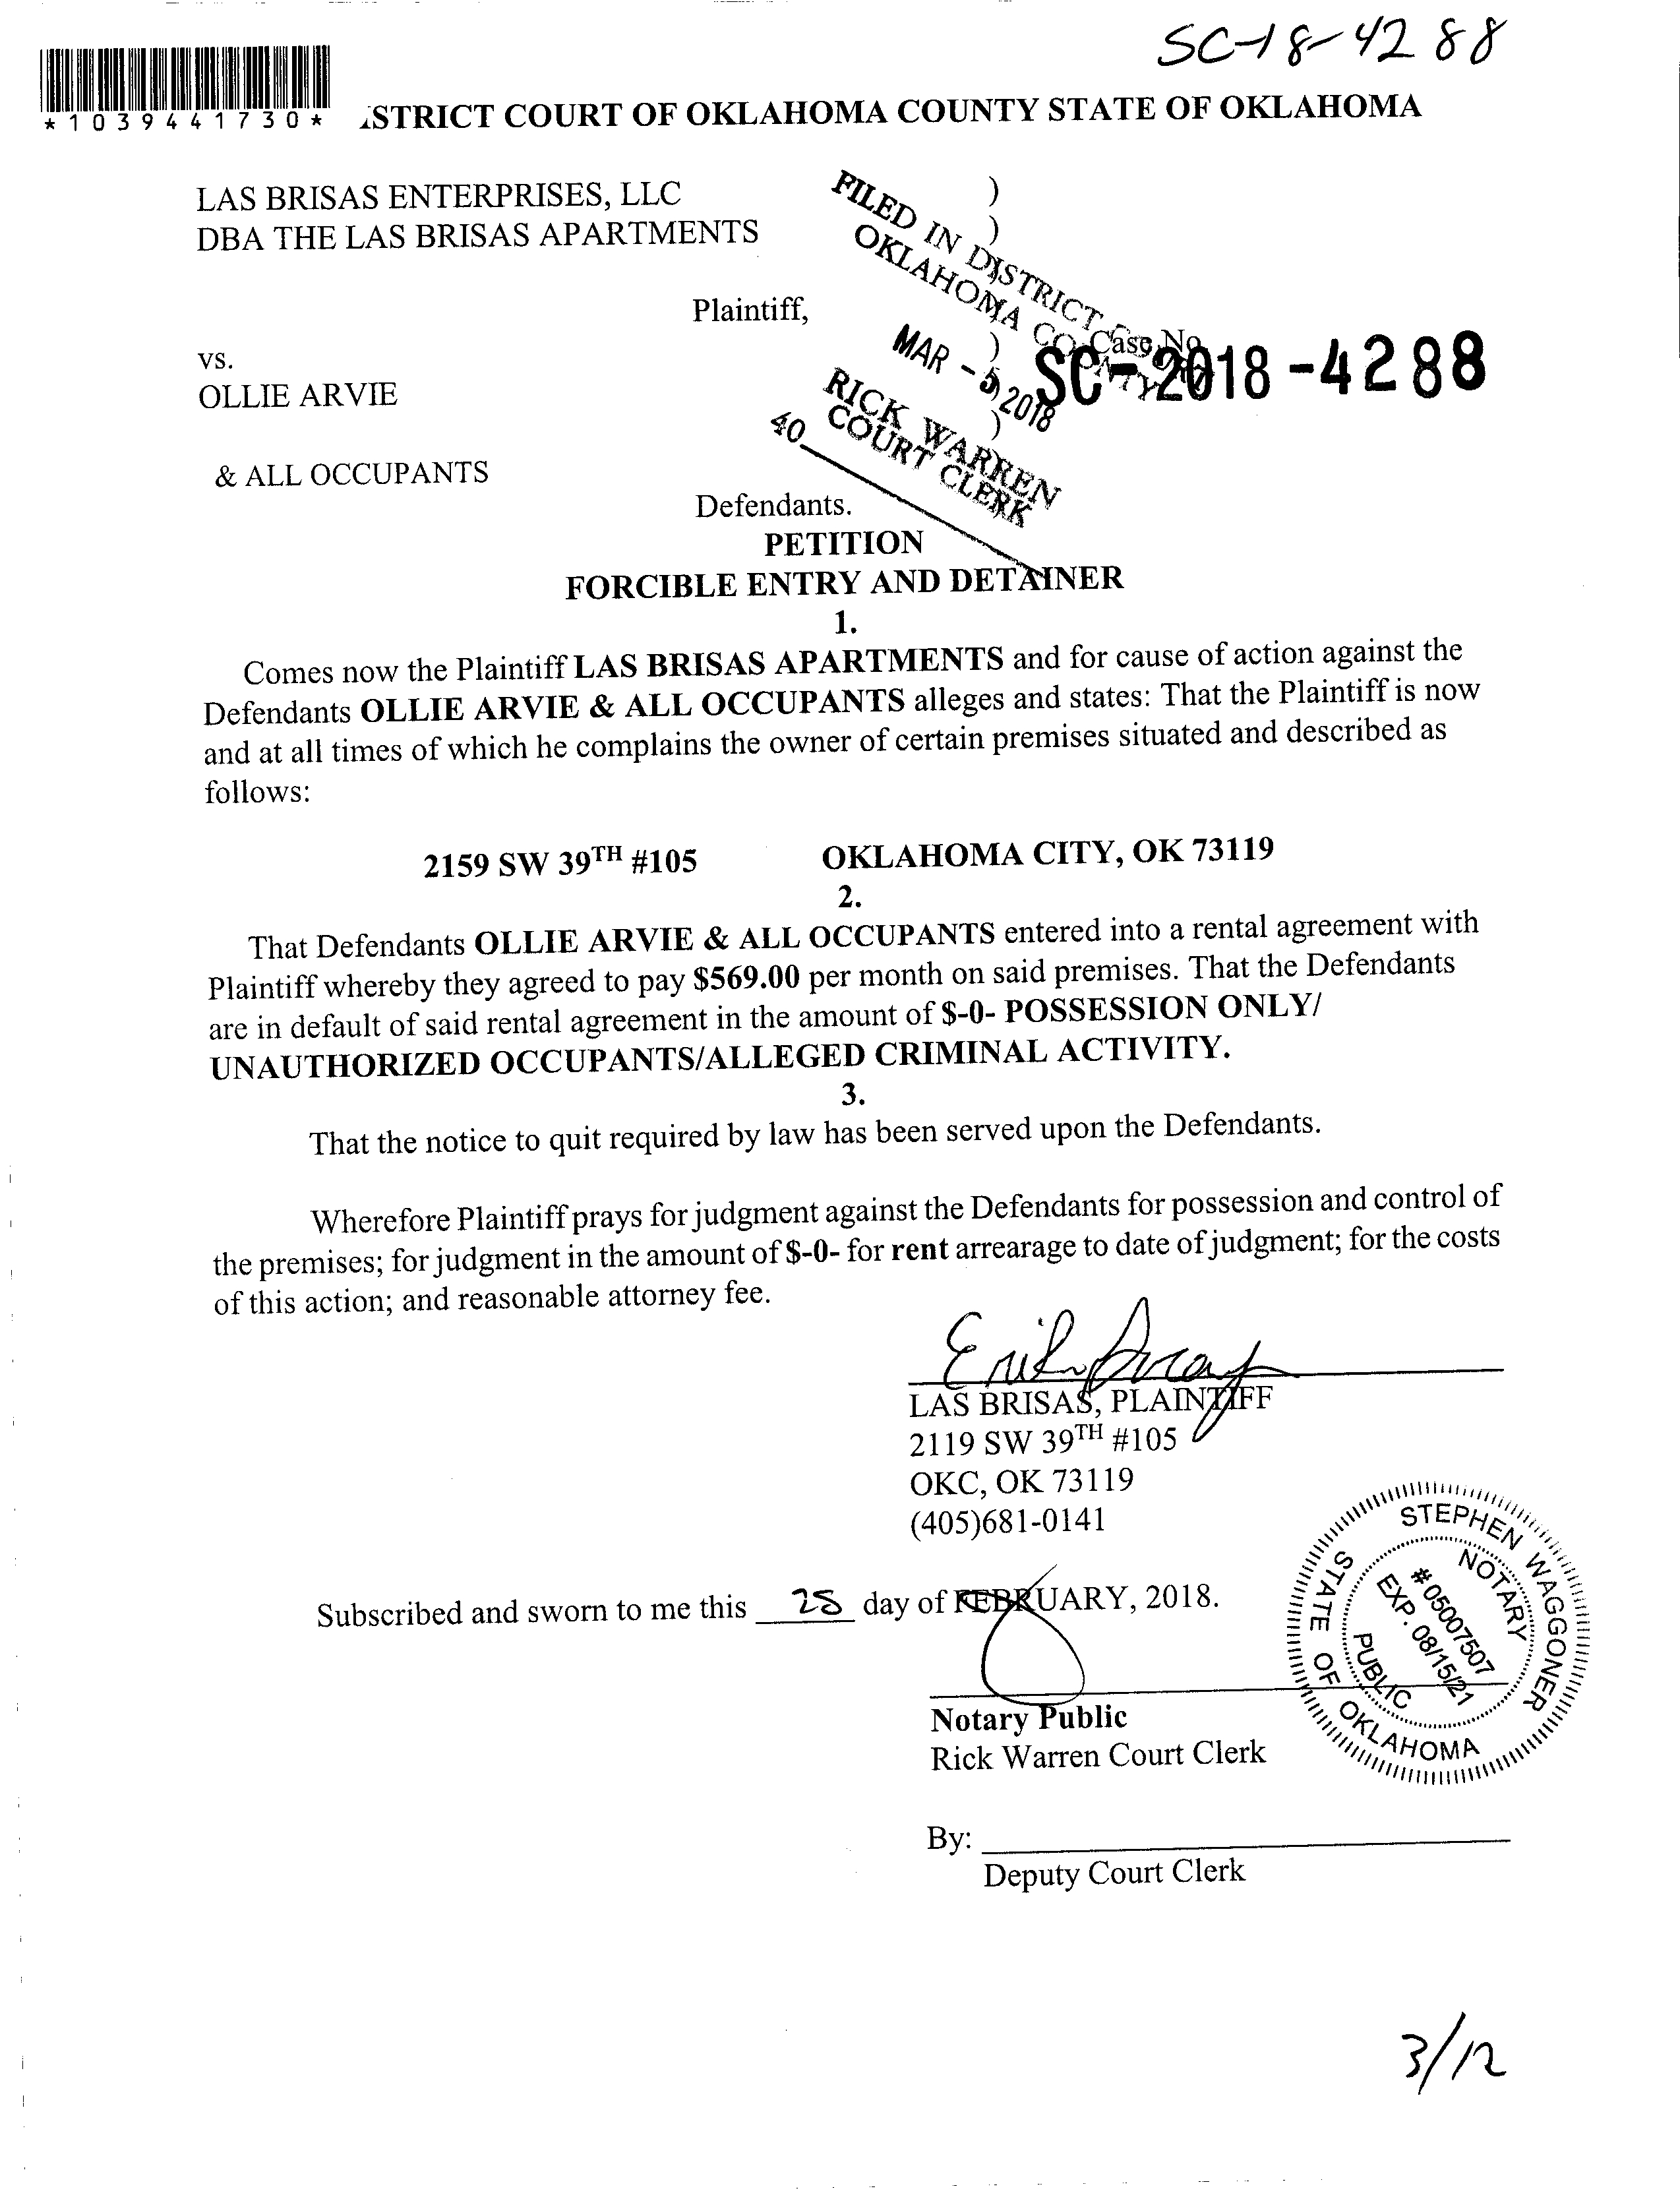 SC-18-4288
*1039441730*
STRICT COURT OF OKLAHOMA COUNTY STATE OF OKLAHOMA
LAS BRISAS ENTERPRISES, LLC )
DBA THE LAS BRISAS APARTMENTS )
FILED IN DISTRICT
OKLAHOMA COUNTY
Plaintiff, )
Case No.
MAR - 5 2018
SC-2018-4288
vs.
OLLIE ARVIE )
RICK WARREN
COURT CLERK
40
& ALL OCCUPANTS
Defendants.
PETITION
FORCIBLE ENTRY AND DETAINER
1.
Comes now the Plaintiff LAS BRISAS APARTMENTS and for cause of action against the
Defendants OLLIE ARVIE & ALL OCCUPANTS alleges and states: That the Plaintiff is now
and at all times of which he complains the owner of certain premises situated and described as
follows:
2159 SW 39TH #105 OKLAHOMA CITY, OK 73119
2.
That Defendants OLLIE ARVIE & ALL OCCUPANTS entered into a rental agreement with
Plaintiff whereby they agreed to pay $569.00 per month on said premises. That the Defendants
are in default of said rental agreement in the amount of $-0- POSSESSION ONLY/
UNAUTHORIZED OCCUPANTS/ALLEGED CRIMINAL ACTIVITY.
3.
That the notice to quit required by law has been served upon the Defendants.
Wherefore Plaintiff prays for judgment against the Defendants for possession and control of
the premises; for judgment in the amount of $-0- for rent arrearage to date of judgment; for the costs
of this action; and reasonable attorney fee.
LAS BRISAS, PLAINTIFF
2119 SW 39TH #105
OKC, OK 73119
(405)681-0141
Subscribed and sworn to me this 28 day of FEBRUARY, 2018.
STEPHEN WAGGONER
NOTARY
# 05007507
EXP. 08/15/21
PUBLIC
STATE OF OKLAHOMA
Notary Public
Rick Warren Court Clerk
By:
Deputy Court Clerk
3/12